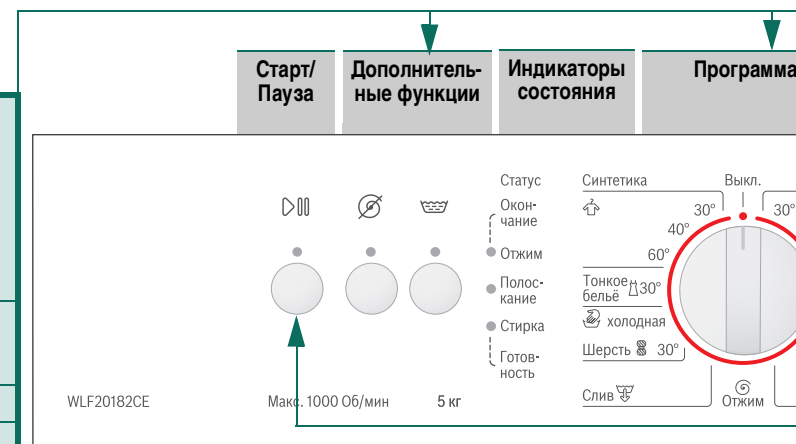 Старт/
Пауза
Дополнитель-
ные функции
Индикаторы
состояния
Программа
Статус
Окон-
чание
Отжим
Полос-
кание
Стирка
Готов-
ность
Синтетика
Выкл.
30°
30°
40°
60°
Тонкое 30°
бельё
холодная
Шерсть 30°
Слив
Отжим
WLF20182CE
Макс. 1000 Об/мин
5 кг